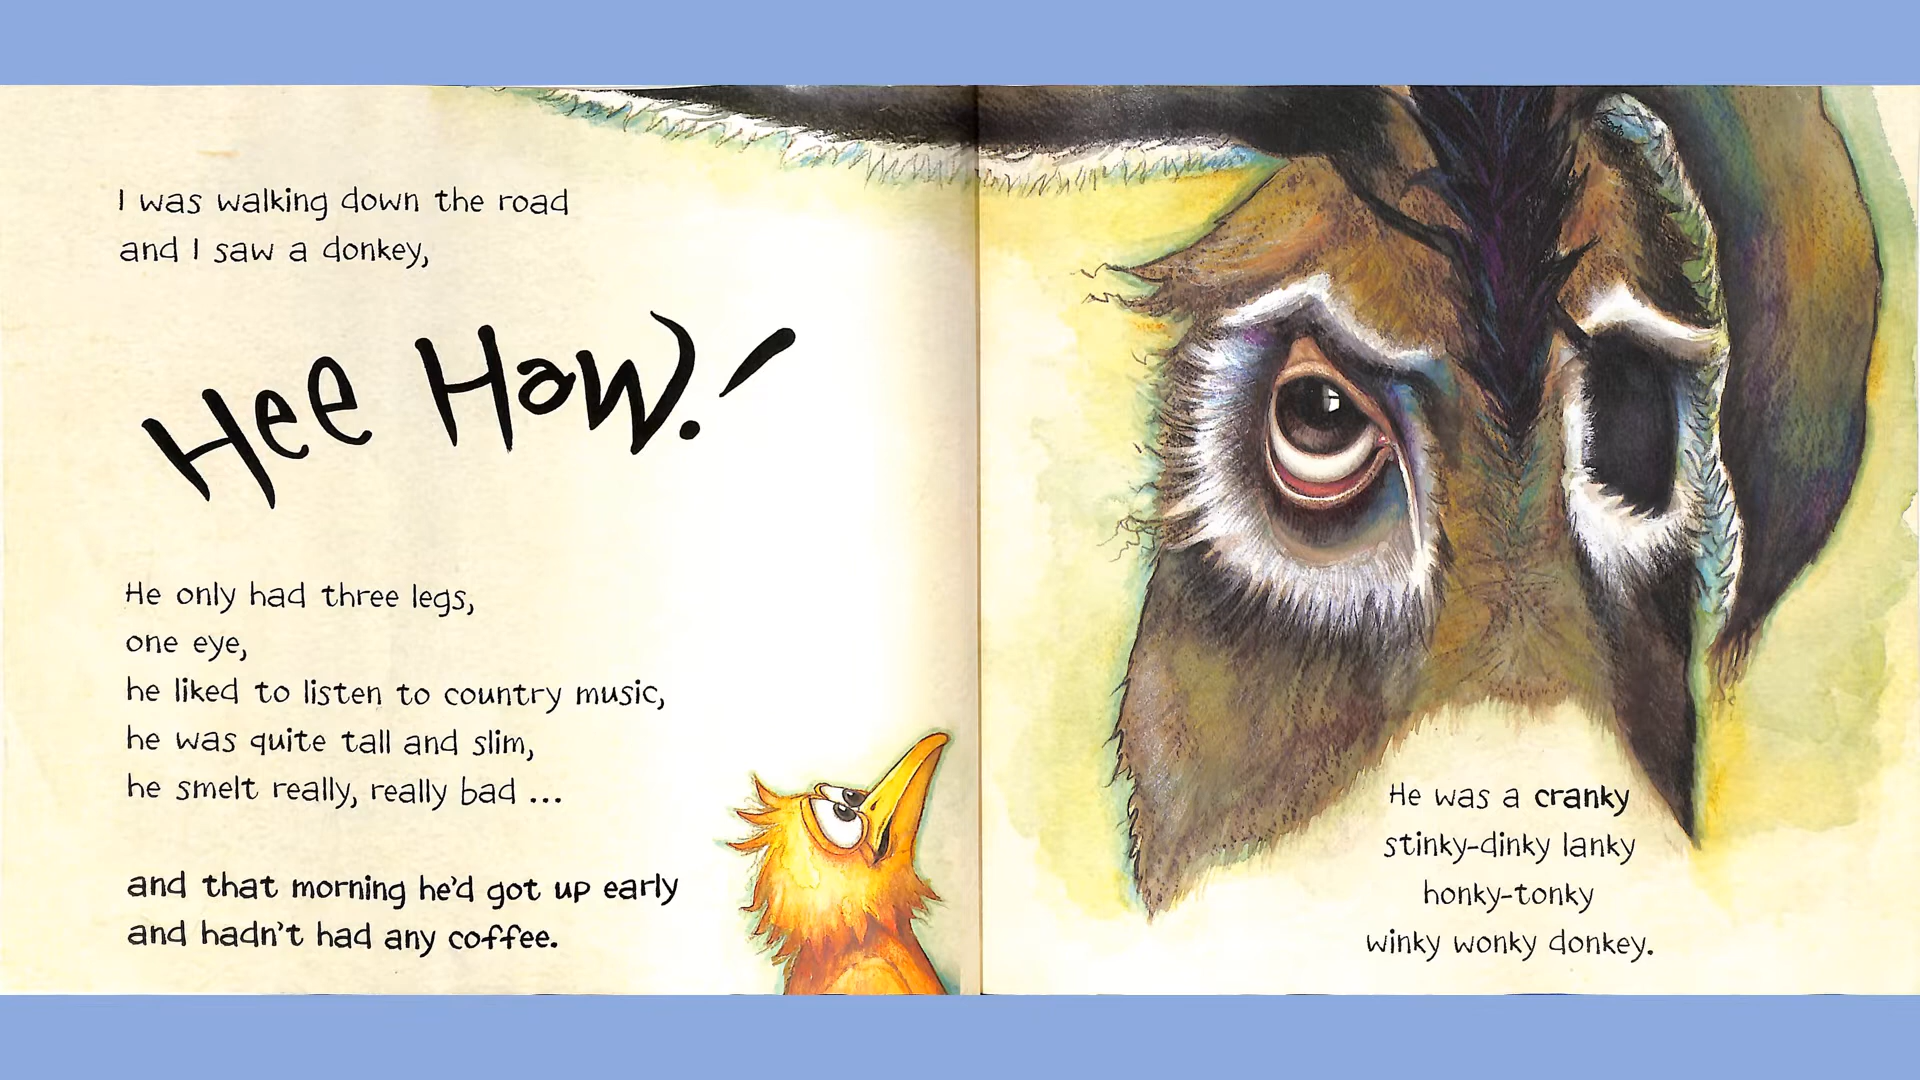 I was walking down the road
and I saw a donkey,
Hee Haw!
He only had three legs,
one eye,
he liked to listen to country music,
he was quite tall and slim,
he smelt really, really bad ...
and that morning he'd got up early
and hadn't had any coffee.
He was a cranky
stinky-dinky lanky
honky-tonky
winky wonky donkey.